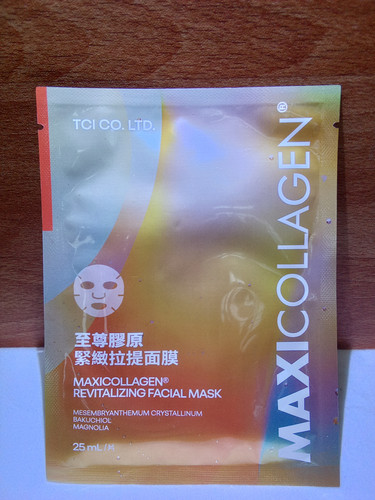 TCI CO. LTD.
MAXICOLLAGEN®
至尊膠原
緊緻拉提面膜
MAXICOLLAGEN®
REVITALIZING FACIAL MASK
MESEMBRYANTHEMUM CRYSTALLINUM
BAKUCHIOL
MAGNOLIA
25 mL /片